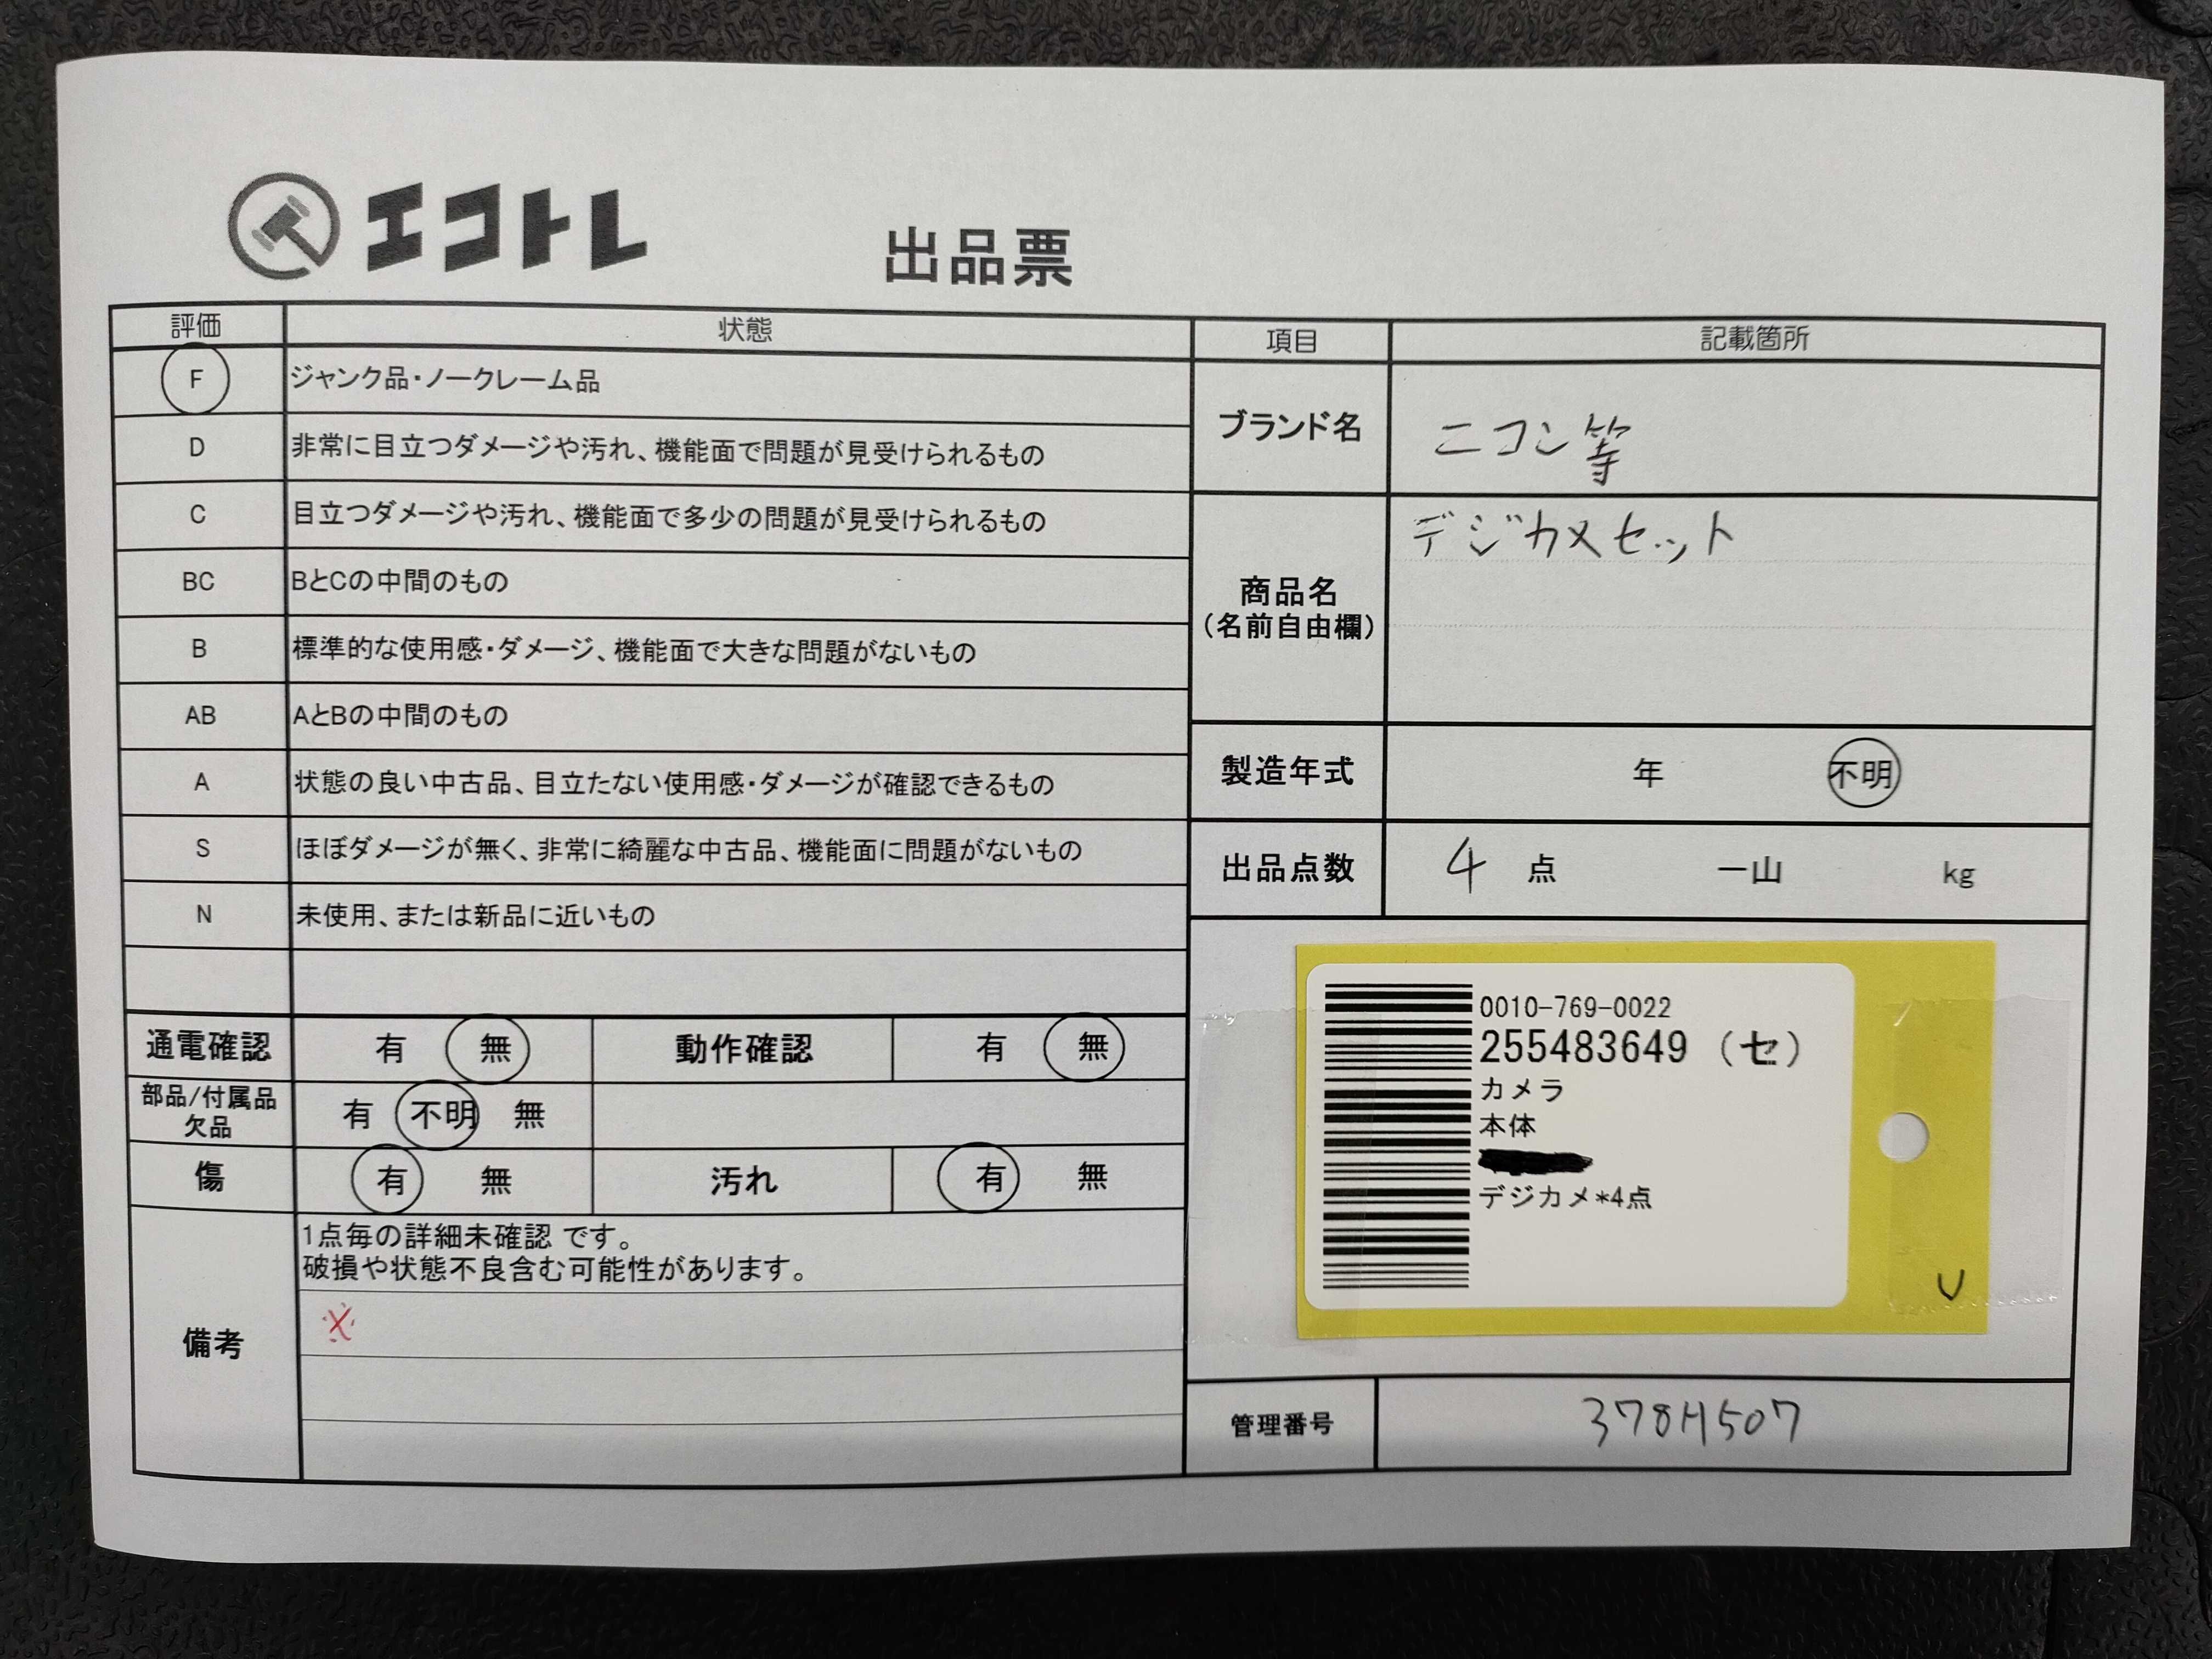 エコトレ
出品票
評価 状態
F ジャンク品・ノークレーム品
D 非常に目立つダメージや汚れ、機能面で問題が見受けられるもの
C 目立つダメージや汚れ、機能面で多少の問題が見受けられるもの
BC BとCの中間のもの
B 標準的な使用感・ダメージ、機能面で大きな問題がないもの
AB AとBの中間のもの
A 状態の良い中古品、目立たない使用感・ダメージが確認できるもの
S ほぼダメージが無く、非常に綺麗な中古品、機能面に問題がないもの
N 未使用、または新品に近いもの
通電確認 有 無 動作確認 有 無
部品/付属品
欠品 有 不明 無
傷 有 無 汚れ 有 無
備考
1点毎の詳細未確認 です。
破損や状態不良含む可能性があります。
※
項目 記載箇所
ブランド名 ニコン等
商品名
(名前自由欄)
デジカメセット
製造年式 年 不明
出品点数 4 点 一山 kg
0010-769-0022
255483649 (セ)
カメラ
本体
デジカメ*4点
V
管理番号 378H507